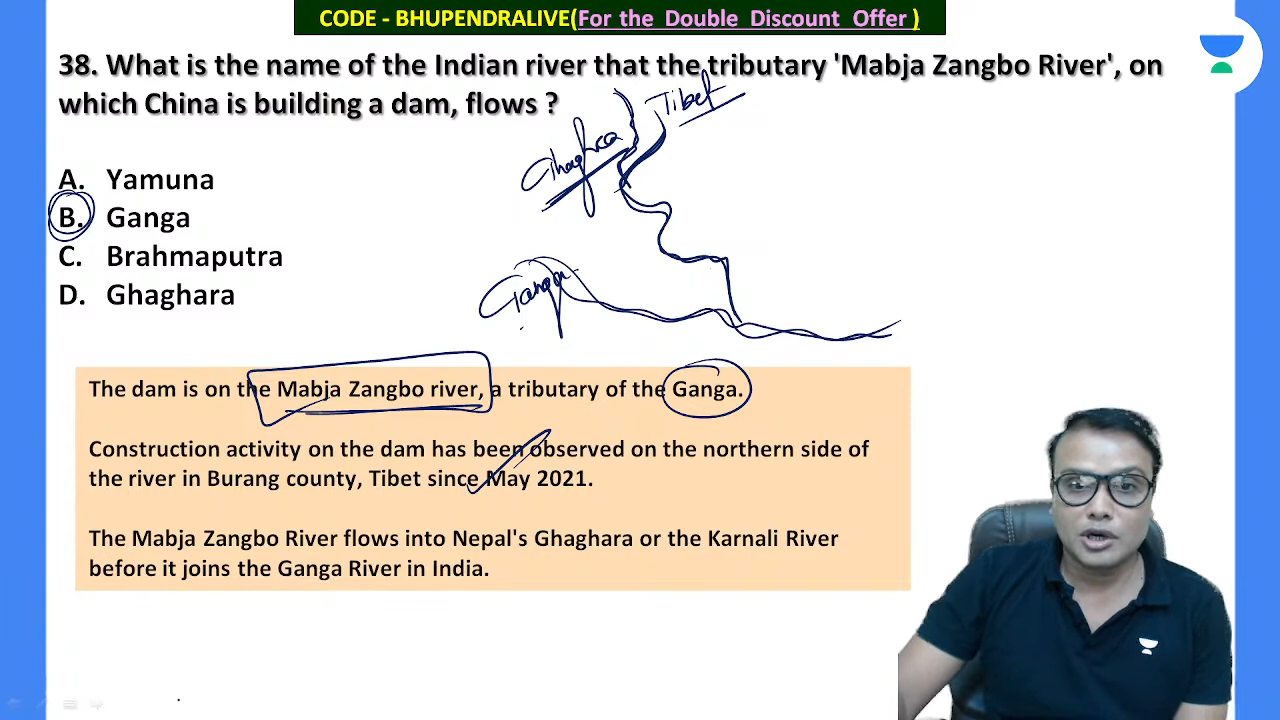 CODE - BHUPENDRALIVE(For the Double Discount Offer )
38. What is the name of the Indian river that the tributary 'Mabja Zangbo River', on
which China is building a dam, flows ?
Tibet
Ghaghra
A. Yamuna
B. Ganga
C. Brahmaputra
D. Ghaghara
Ganga
The dam is on the Mabja Zangbo river, a tributary of the Ganga.
Construction activity on the dam has been observed on the northern side of
the river in Burang county, Tibet since May 2021.
The Mabja Zangbo River flows into Nepal's Ghaghara or the Karnali River
before it joins the Ganga River in India.